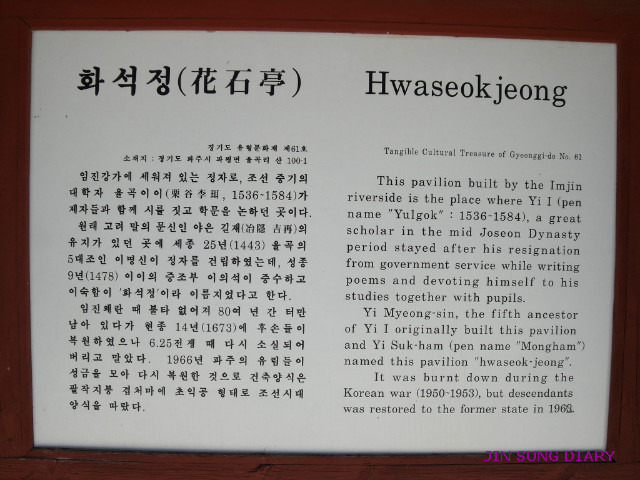 화석정(花石亭)
경기도 유형문화재 제61호
소재지 : 경기도 파주시 파평면 율곡리 산 100-1
임진강가에 세워져 있는 정자로, 조선 중기의
대학자 율곡이이(栗谷李珥, 1536~1584)가
제자들과 함께 시를 짓고 학문을 논하던 곳이다.
원래 고려 말의 문신인 야은 길재(冶隱 吉再)의
유지가 있던 곳에 세종 25년(1443) 율곡의
5대조인 이명신이 정자를 건립하였는데, 성종
9년(1478) 이이의 증조부 이의석이 중수하고
이숙함이 '화석정'이라 이름지었다고 한다.
임진왜란 때 불타 없어져 80여 년 간 터만
남아 있다가 현종 14년(1673)에 후손들이
복원하였으나 6.25전쟁 때 다시 소실되어
버리고 말았다. 1966년 파주의 유림들이
성금을 모아 다시 복원한 것으로 건축양식은
팔작지붕 겹처마에 초익공 형태로 조선시대
양식을 따랐다.
Hwaseokjeong
Tangible Cultural Treasure of Gyeonggi-do No. 61
This pavilion built by the Imjin
riverside is the place where Yi I (pen
name "Yulgok" : 1536-1584), a great
scholar in the mid Joseon Dynasty
period stayed after his resignation
from government service while writing
poems and devoting himself to his
studies together with pupils.
Yi Myeong-sin, the fifth ancestor
of Yi I originally built this pavilion
and Yi Suk-ham (pen name "Mongham")
named this pavilion "hwaseok-jeong".
It was burnt down during the
Korean war (1950-1953), but descendants
was restored to the former state in
JIN SONG DIARY